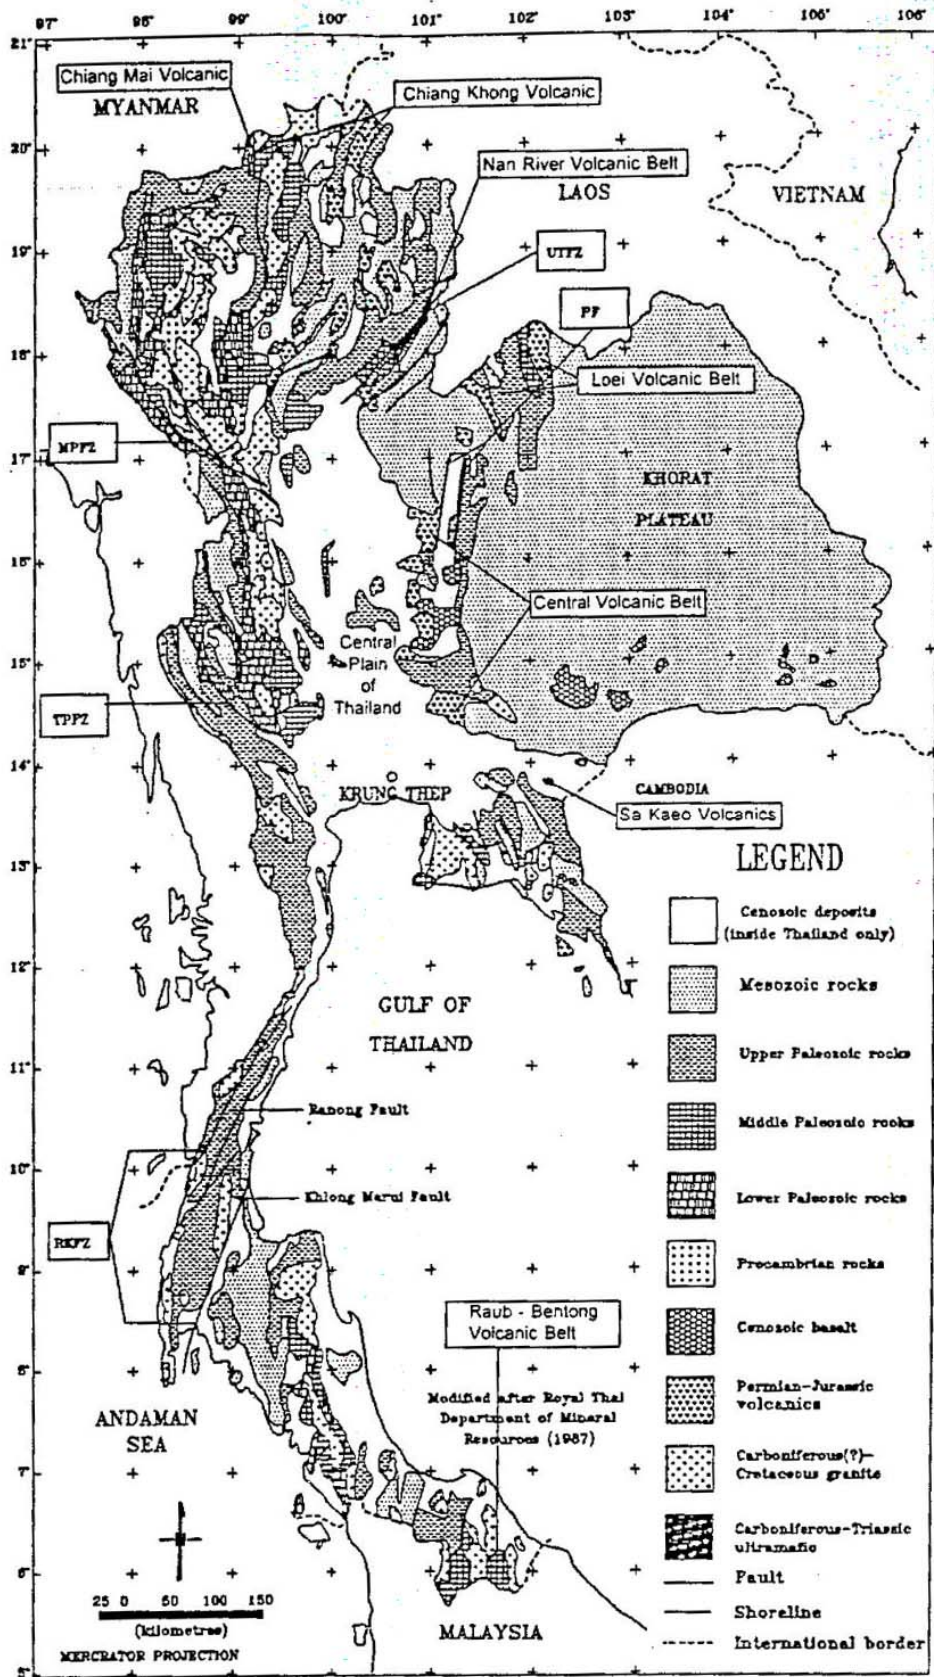 97° 98° 99° 100° 101° 102° 103° 104° 105° 106°
21°
20°
19°
18°
17°
16°
15°
14°
13°
12°
11°
10°
9°
8°
7°
6°
5°
Chiang Mai Volcanic
MYANMAR
Chiang Khong Volcanic
Nan River Volcanic Belt
LAOS
VIETNAM
UTFZ
PF
Loei Volcanic Belt
MPFZ
KHORAT
PLATEAU
Central Volcanic Belt
Central
Plain
of
Thailand
TPFZ
KRUNG THEP
CAMBODIA
Sa Kaeo Volcanics
GULF OF
THAILAND
Ranong Fault
Khlong Marui Fault
RKFZ
Raub - Bentong
Volcanic Belt
Modified after Royal Thai
Department of Mineral
Resources (1987)
ANDAMAN
SEA
MALAYSIA
25 0 50 100 150
(kilometres)
MERCATOR PROJECTION
LEGEND
Cenozoic deposits
(inside Thailand only)
Mesozoic rocks
Upper Paleozoic rocks
Middle Paleozoic rocks
Lower Paleozoic rocks
Precambrian rocks
Cenozoic basalt
Permian-Jurassic
volcanics
Carboniferous(?)-
Cretaceous granite
Carboniferous-Triassic
ultramafic
Fault
Shoreline
International border